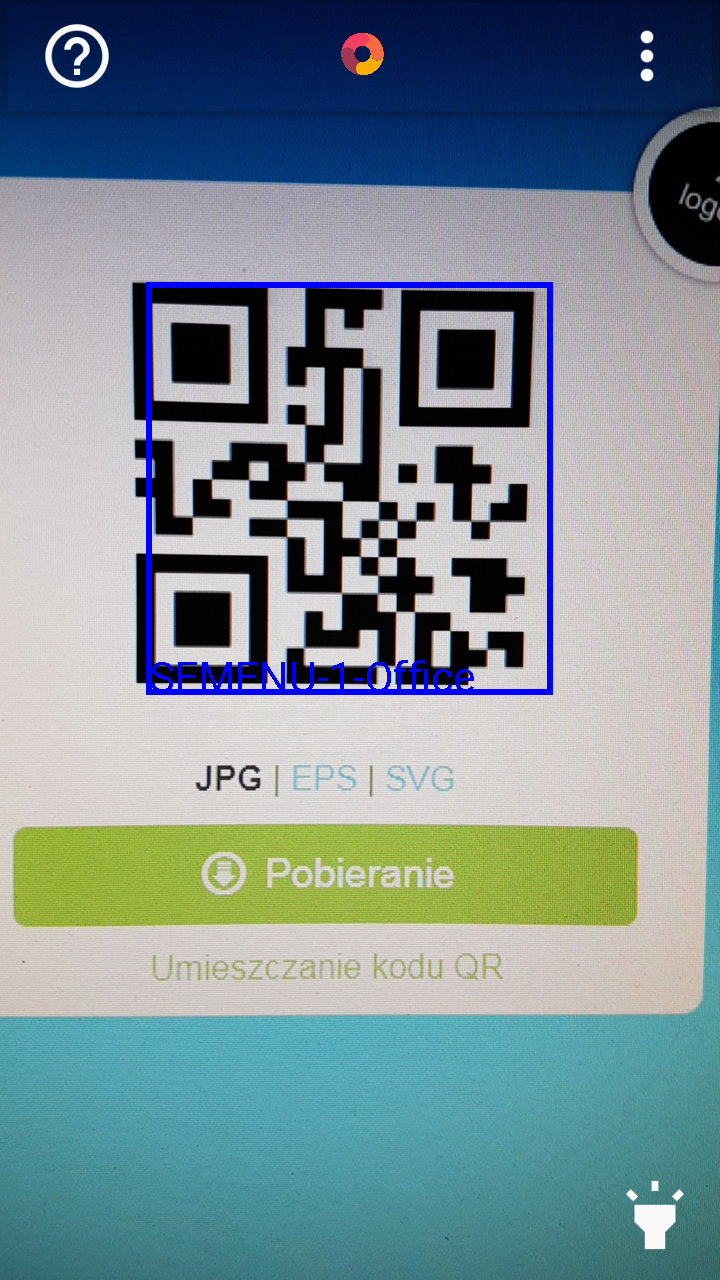 SEMENU-1-Office
JPG | EPS | SVG
Pobieranie
Umieszczanie kodu QR